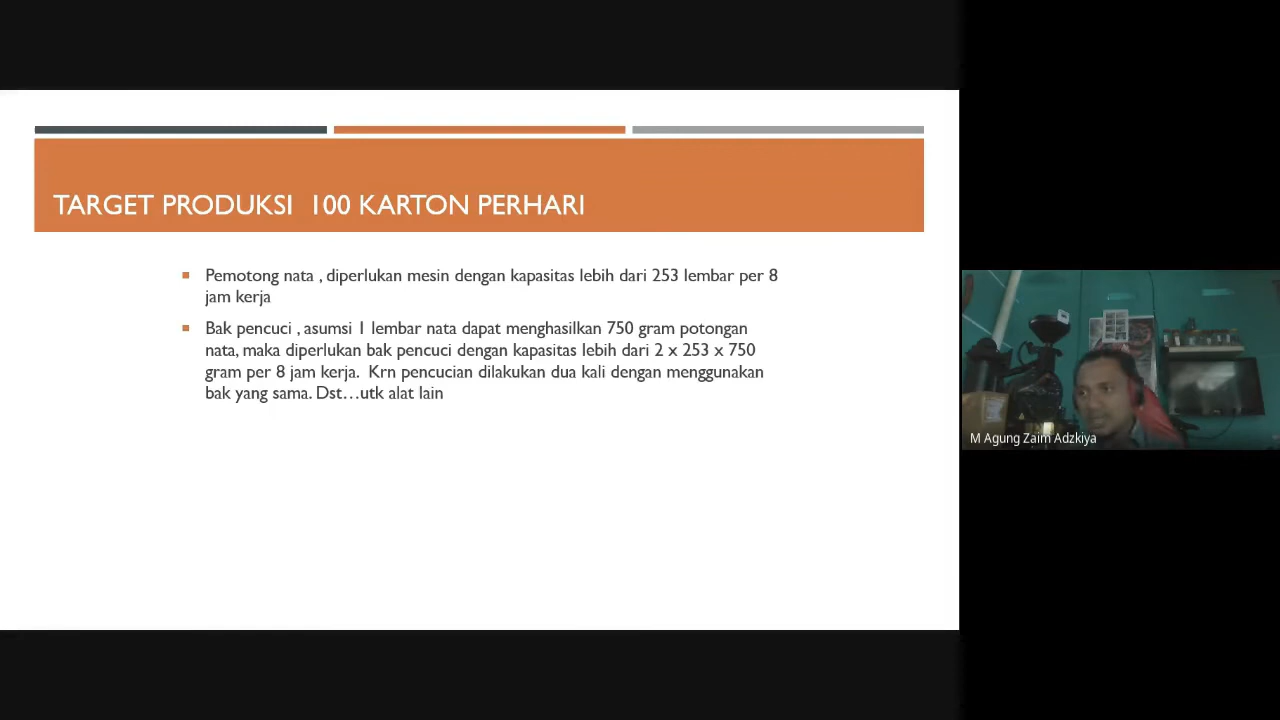 TARGET PRODUKSI 100 KARTON PERHARI
Pemotong nata , diperlukan mesin dengan kapasitas lebih dari 253 lembar per 8
jam kerja
Bak pencuci , asumsi 1 lembar nata dapat menghasilkan 750 gram potongan
nata, maka diperlukan bak pencuci dengan kapasitas lebih dari 2 x 253 x 750
gram per 8 jam kerja. Krn pencucian dilakukan dua kali dengan menggunakan
bak yang sama. Dst…utk alat lain
M Agung Zaim Adzkiya